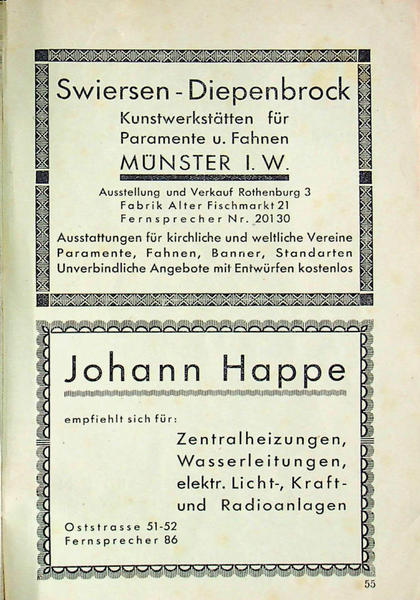 Swiersen - Diepenbrock
Kunstwerkstätten für
Paramente u. Fahnen
MÜNSTER I. W.
Ausstellung und Verkauf Rothenburg 3
Fabrik Alter Fischmarkt 21
Fernsprecher Nr. 20130
Ausstattungen für kirchliche und weltliche Vereine
Paramente, Fahnen, Banner, Standarten
Unverbindliche Angebote mit Entwürfen kostenlos
Johann Happe
empfiehlt sich für:
Zentralheizungen,
Wasserleitungen,
elektr. Licht-, Kraft-
und Radioanlagen
Oststrasse 51-52
Fernsprecher 86
55